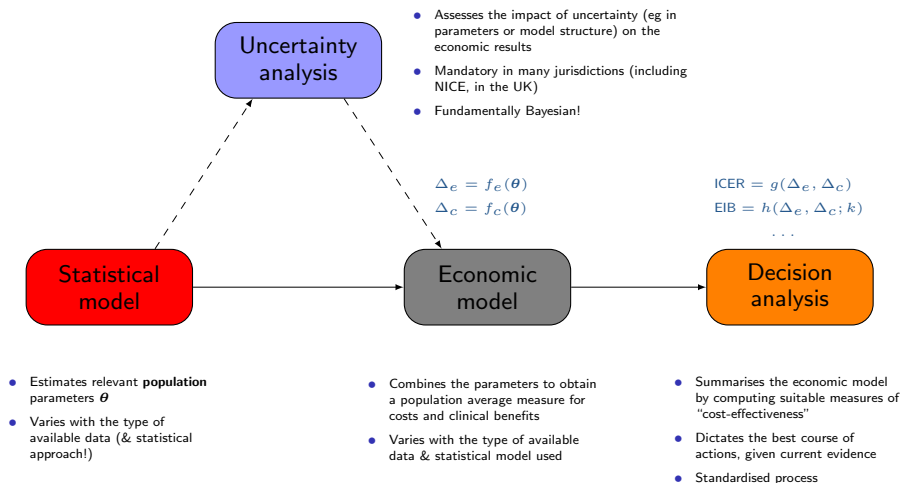 Uncertainty
analysis
• Assesses the impact of uncertainty (eg in
parameters or model structure) on the
economic results
• Mandatory in many jurisdictions (including
NICE, in the UK)
• Fundamentally Bayesian!
Δe = fe(θ)
Δc = fc(θ)
ICER = g(Δe, Δc)
EIB = h(Δe, Δc; k)
. . .
Statistical
model
Economic
model
Decision
analysis
• Estimates relevant population
parameters θ
• Varies with the type of
available data (& statistical
approach!)
• Combines the parameters to obtain
a population average measure for
costs and clinical benefits
• Varies with the type of available
data & statistical model used
• Summarises the economic model
by computing suitable measures of
“cost-effectiveness”
• Dictates the best course of
actions, given current evidence
• Standardised process